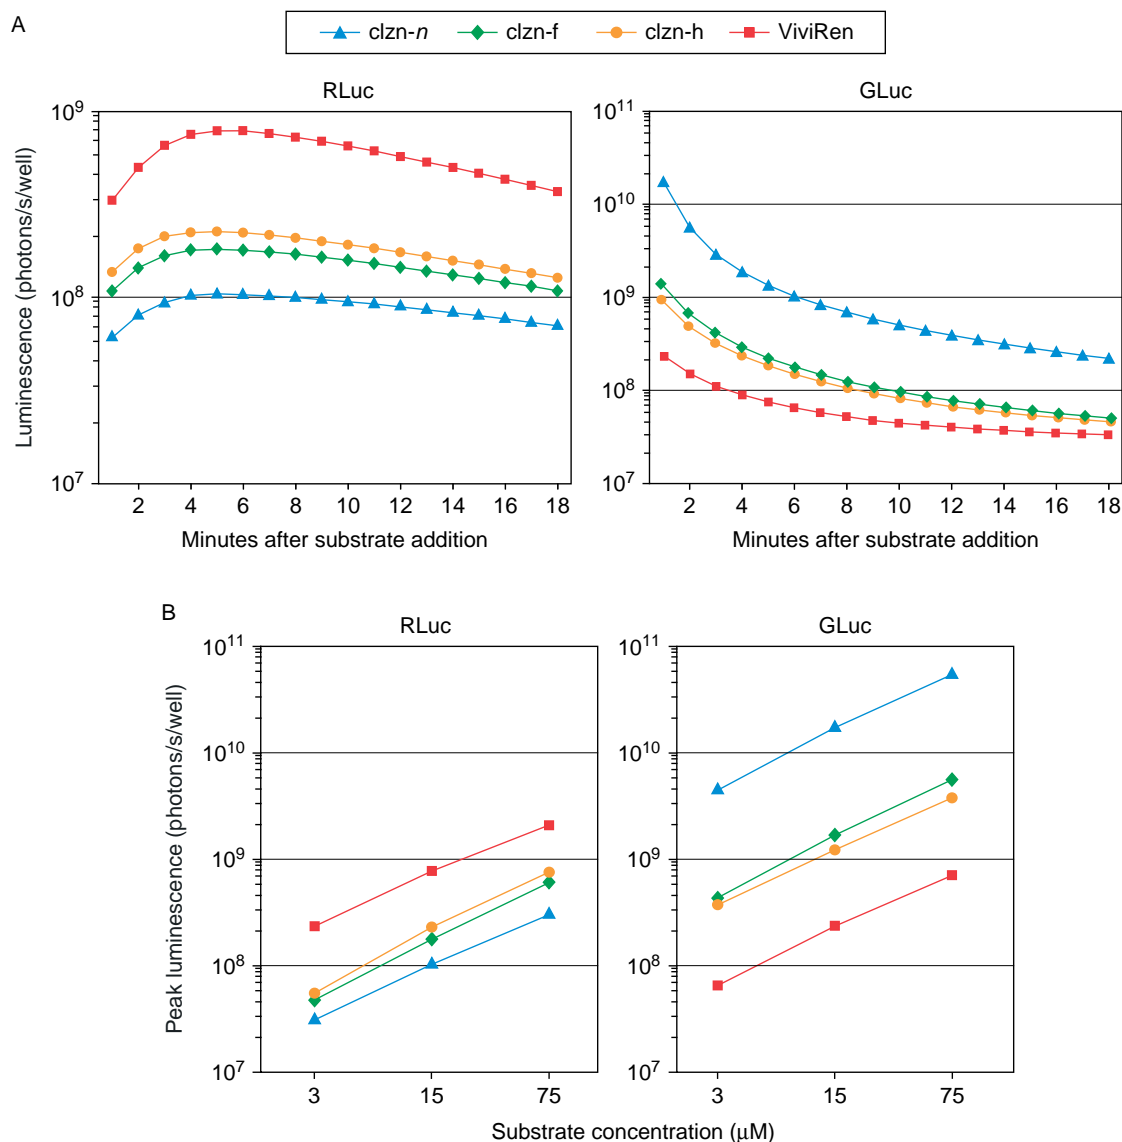 A
clzn-n clzn-f clzn-h ViviRen
RLuc
GLuc
Luminescence (photons/s/well)
10^9
10^8
10^7
2 4 6 8 10 12 14 16 18
Minutes after substrate addition
10^11
10^10
10^9
10^8
10^7
2 4 6 8 10 12 14 16 18
Minutes after substrate addition
B
RLuc
GLuc
Peak luminescence (photons/s/well)
10^11
10^10
10^9
10^8
10^7
3 15 75
10^11
10^10
10^9
10^8
10^7
3 15 75
Substrate concentration (μM)